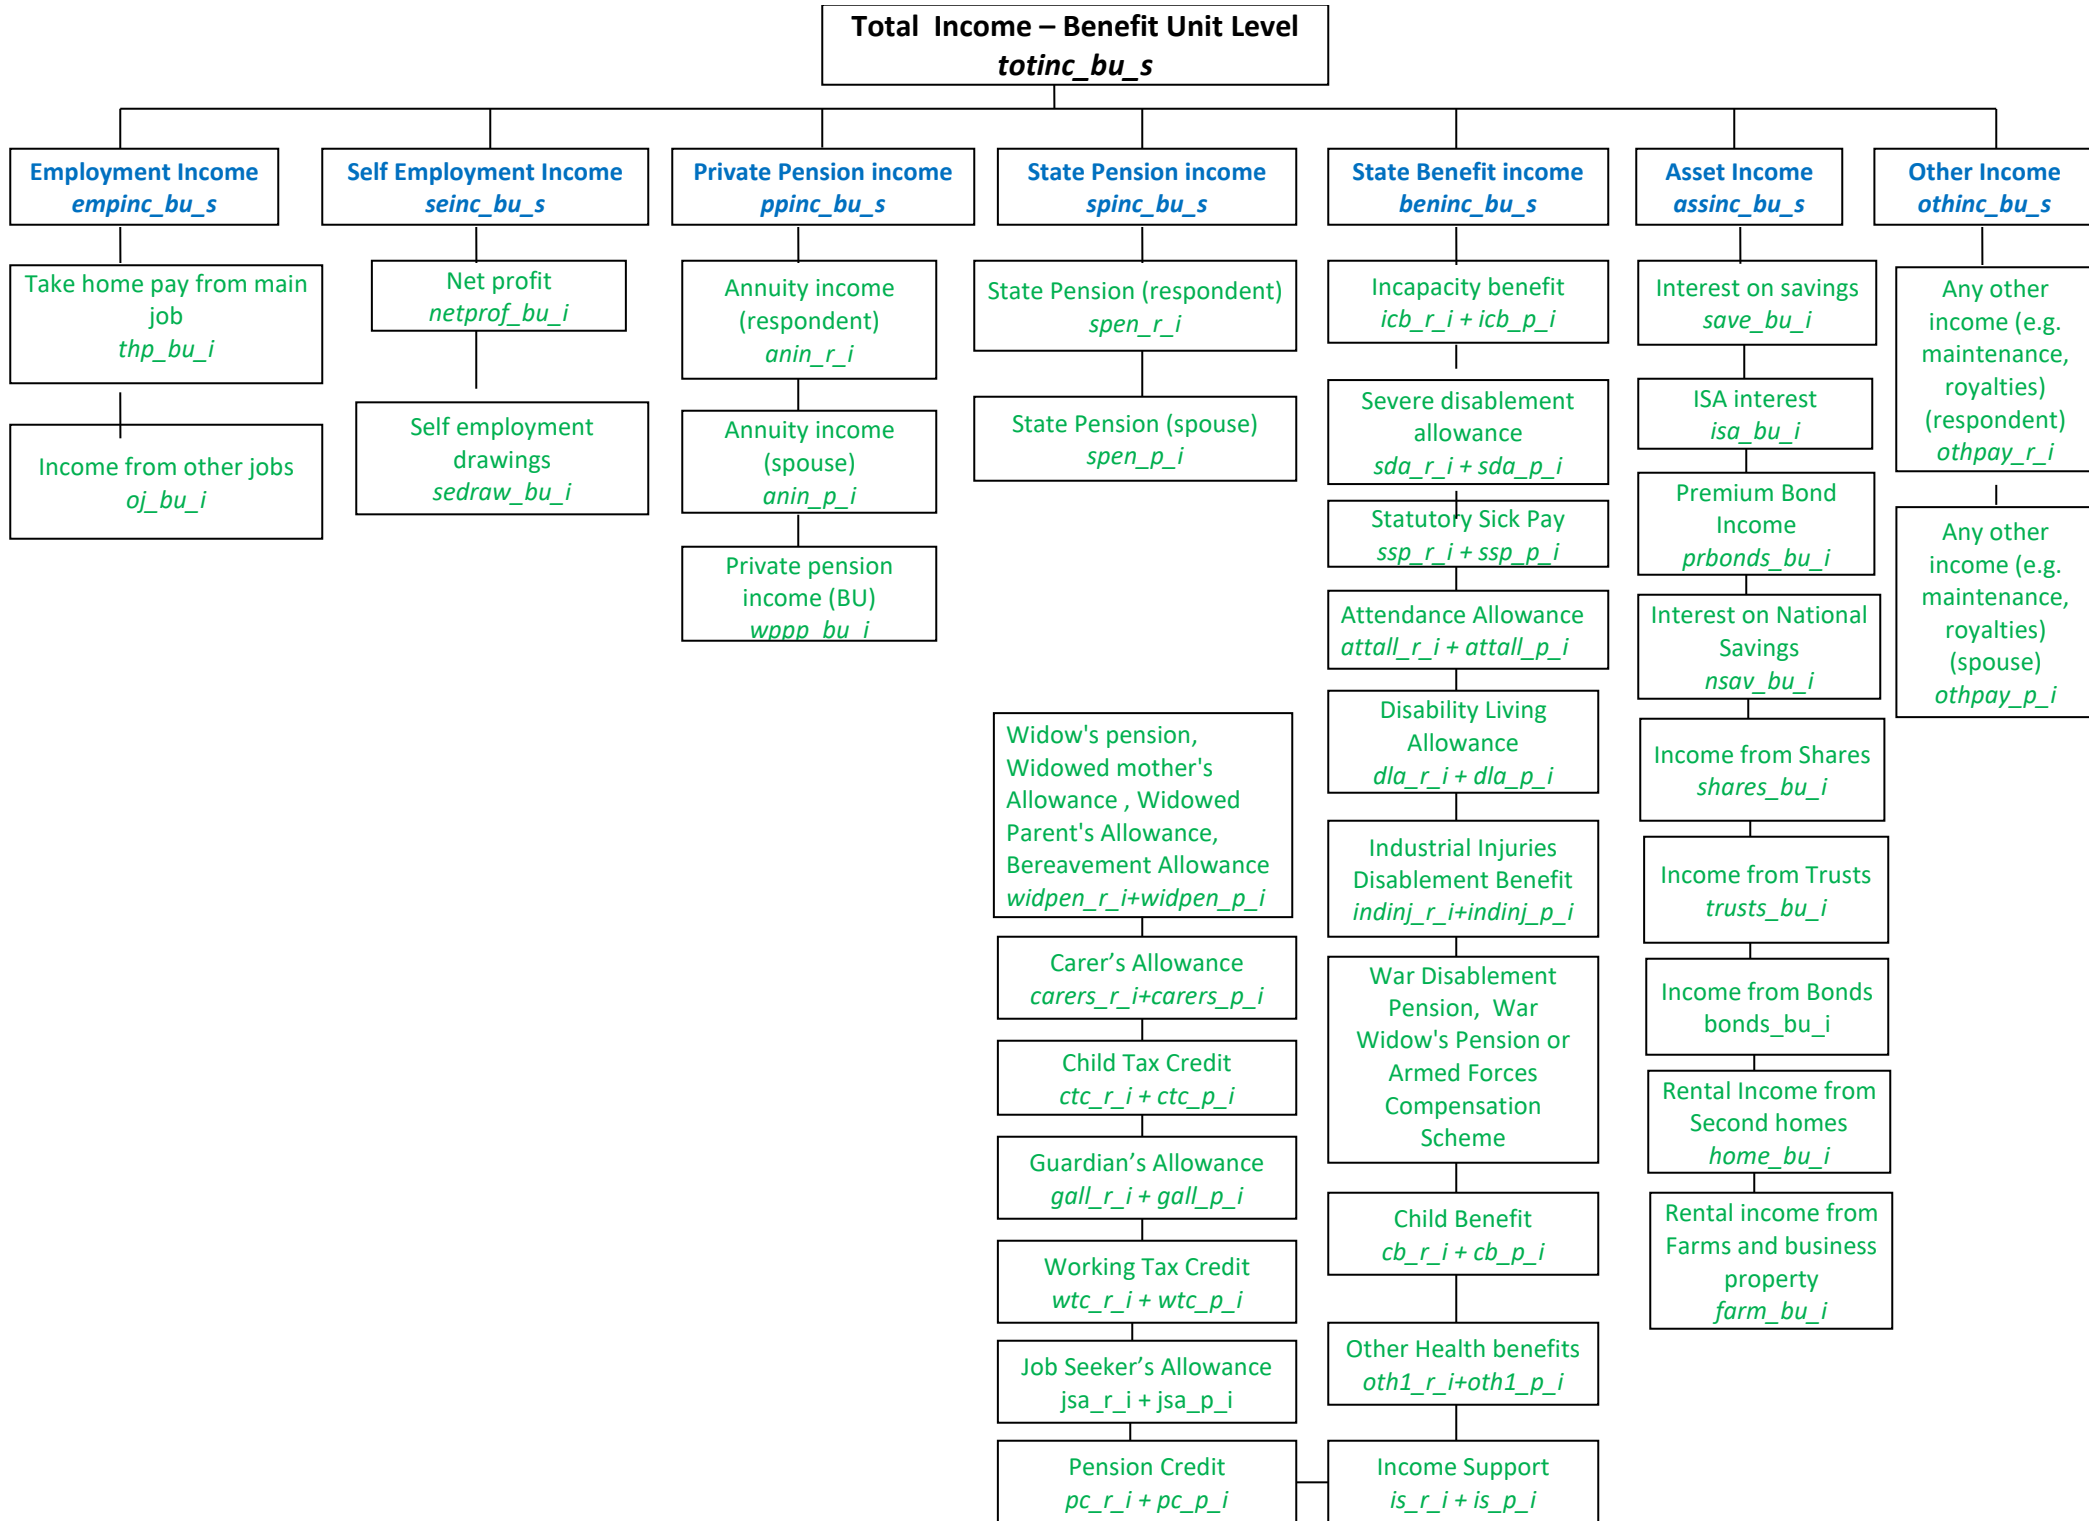 Total Income – Benefit Unit Level
totinc_bu_s
Employment Income
empinc_bu_s
Take home pay from main
job
thp_bu_i
Income from other jobs
oj_bu_i
Self Employment Income
seinc_bu_s
Net profit
netprof_bu_i
Self employment
drawings
sedraw_bu_i
Private Pension income
ppinc_bu_s
Annuity income
(respondent)
anin_r_i
Annuity income
(spouse)
anin_p_i
Private pension
income (BU)
wppp_bu_i
State Pension income
spinc_bu_s
State Pension (respondent)
spen_r_i
State Pension (spouse)
spen_p_i
State Benefit income
beninc_bu_s
Incapacity benefit
icb_r_i + icb_p_i
Severe disablement
allowance
sda_r_i + sda_p_i
Statutory Sick Pay
ssp_r_i + ssp_p_i
Attendance Allowance
attall_r_i + attall_p_i
Disability Living
Allowance
dla_r_i + dla_p_i
Industrial Injuries
Disablement Benefit
indinj_r_i+indinj_p_i
War Disablement
Pension, War
Widow's Pension or
Armed Forces
Compensation
Scheme
Child Benefit
cb_r_i + cb_p_i
Other Health benefits
oth1_r_i+oth1_p_i
Income Support
is_r_i + is_p_i
Widow's pension,
Widowed mother's
Allowance , Widowed
Parent's Allowance,
Bereavement Allowance
widpen_r_i+widpen_p_i
Carer’s Allowance
carers_r_i+carers_p_i
Child Tax Credit
ctc_r_i + ctc_p_i
Guardian’s Allowance
gall_r_i + gall_p_i
Working Tax Credit
wtc_r_i + wtc_p_i
Job Seeker’s Allowance
jsa_r_i + jsa_p_i
Pension Credit
pc_r_i + pc_p_i
Asset Income
assinc_bu_s
Interest on savings
save_bu_i
ISA interest
isa_bu_i
Premium Bond
Income
prbonds_bu_i
Interest on National
Savings
nsav_bu_i
Income from Shares
shares_bu_i
Income from Trusts
trusts_bu_i
Income from Bonds
bonds_bu_i
Rental Income from
Second homes
home_bu_i
Rental income from
Farms and business
property
farm_bu_i
Other Income
othinc_bu_s
Any other
income (e.g.
maintenance,
royalties)
(respondent)
othpay_r_i
Any other
income (e.g.
maintenance,
royalties)
(spouse)
othpay_p_i